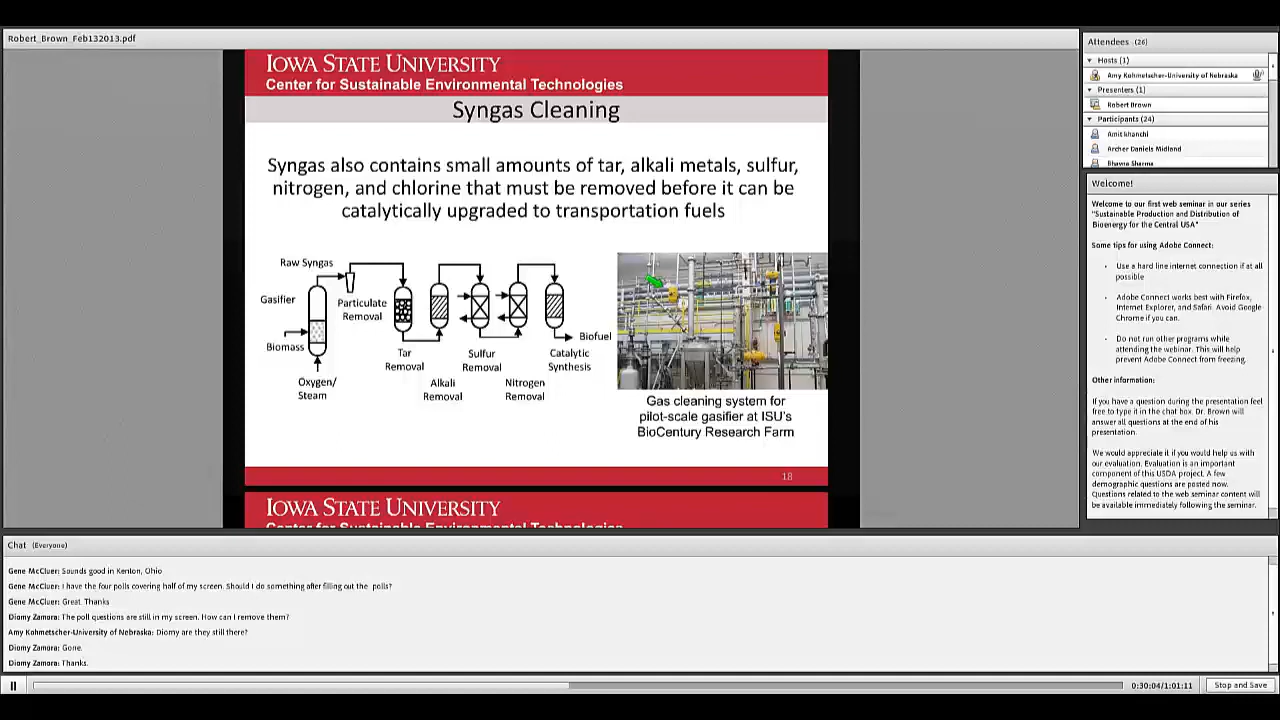 Robert_Brown_Feb132013.pdf
IOWA STATE UNIVERSITY
Center for Sustainable Environmental Technologies
Syngas Cleaning
Syngas also contains small amounts of tar, alkali metals, sulfur,
nitrogen, and chlorine that must be removed before it can be
catalytically upgraded to transportation fuels
Raw Syngas
Gasifier
Particulate
Removal
Biomass
Oxygen/
Steam
Tar
Removal
Alkali
Removal
Sulfur
Removal
Nitrogen
Removal
Catalytic
Synthesis
Biofuel
Gas cleaning system for
pilot-scale gasifier at ISU's
BioCentury Research Farm
18
IOWA STATE UNIVERSITY
Center for Sustainable Environmental Technologies
Attendees (26)
Hosts (1)
Amy Kohmetscher-University of Nebraska
Presenters (1)
Robert Brown
Participants (24)
Amit khanchi
Archer Daniels Midland
Bhavna Sharma
Welcome!
Welcome to our first web seminar in our series
"Sustainable Production and Distribution of
Bioenergy for the Central USA"
Some tips for using Adobe Connect:
· Use a hard line internet connection if at all
possible
· Adobe Connect works best with Firefox,
Internet Explorer, and Safari. Avoid Google
Chrome if you can.
· Do not run other programs while
attending the webinar. This will help
prevent Adobe Connect from freezing.
Other information:
If you have a question during the presentation feel
free to type it in the chat box. Dr. Brown will
answer all questions at the end of his
presentation.
We would appreciate it if you would help us with
our evaluation. Evaluation is an important
component of this USDA project. A few
demographic questions are posted now.
Questions related to the web seminar content will
be available immediately following the seminar.
Chat (Everyone)
Gene McCluer: Sounds good in Kenton, Ohio
Gene McCluer: I have the four polls covering half of my screen. Should I do something after filling out the polls?
Gene McCluer: Great. Thanks
Diomy Zamora: The poll questions are still in my screen. How can I remove them?
Amy Kohmetscher-University of Nebraska: Diomy are they still there?
Diomy Zamora: Gone.
Diomy Zamora: Thanks.
0:30:04/1:01:11
Stop and Save